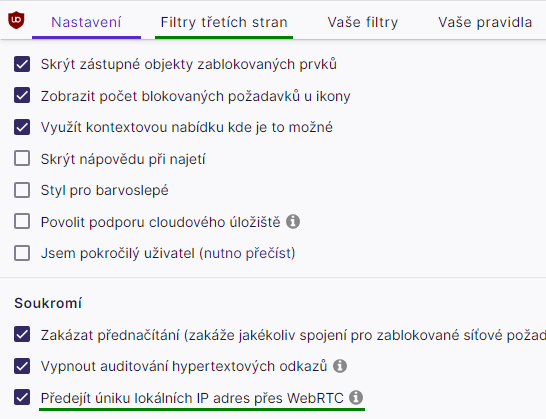 Nastavení Filtry třetích stran Vaše filtry Vaše pravidla
Skrýt zástupné objekty zablokovaných prvků
Zobrazit počet blokovaných požadavků u ikony
Využít kontextovou nabídku kde je to možné
Skrýt nápovědu při najetí
Styl pro barvoslepé
Povolit podporu cloudového úložiště
Jsem pokročilý uživatel (nutno přečíst)
Soukromí
Zakázat přednačítání (zakáže jakékoliv spojení pro zablokované síťové požad
Vypnout auditování hypertextových odkazů
Předejít úniku lokálních IP adres přes WebRTC